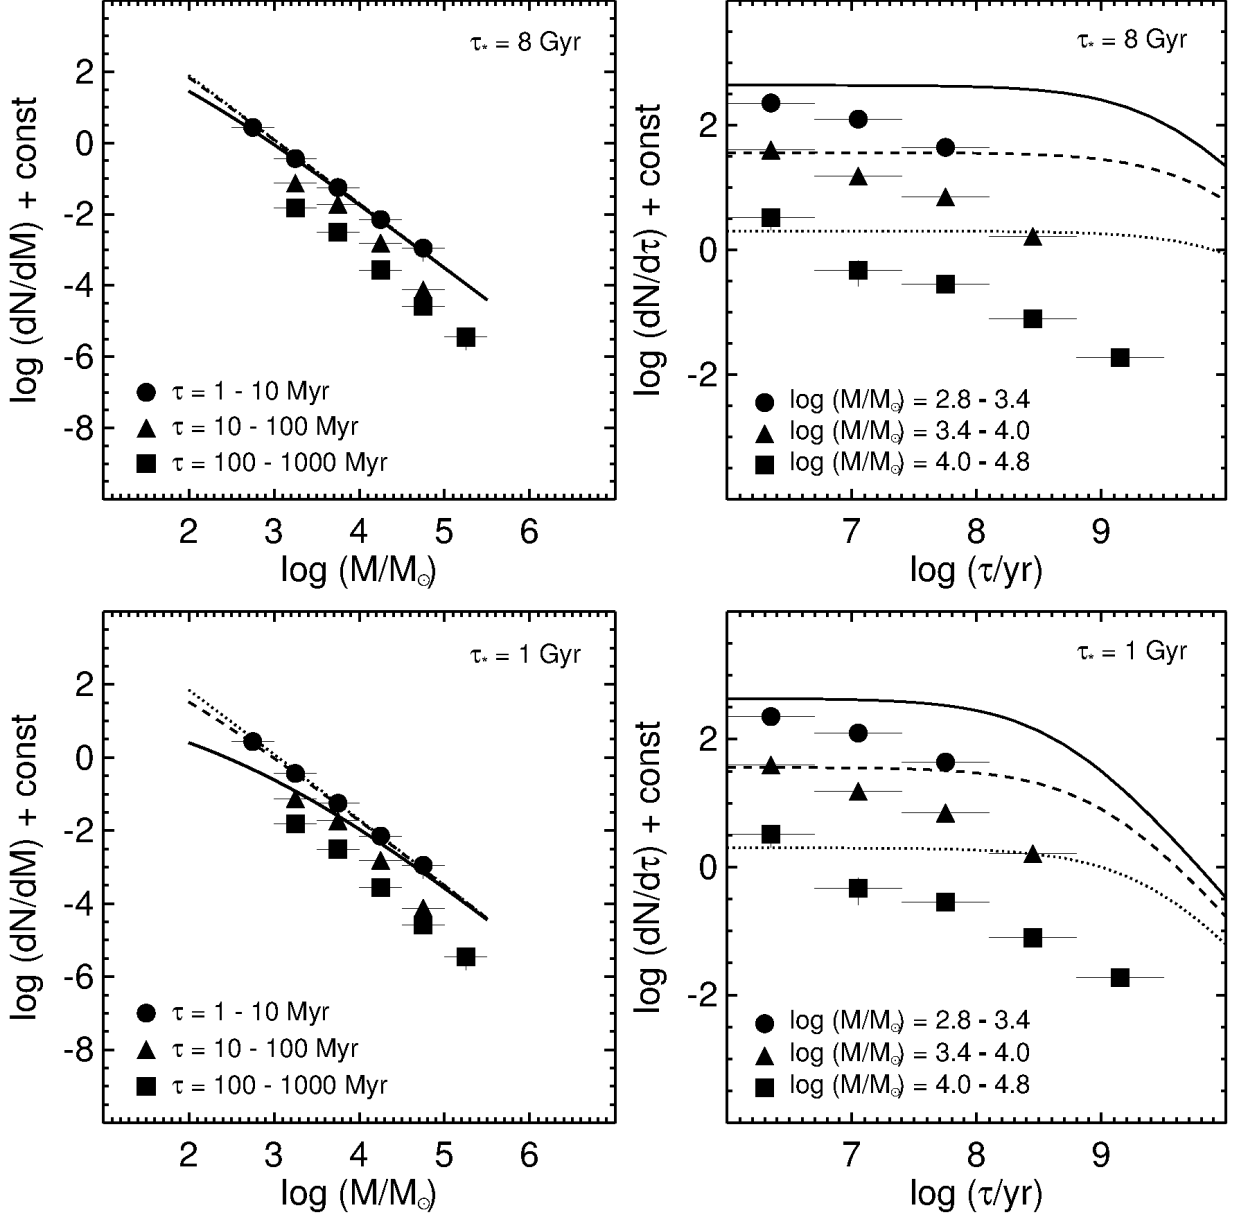 τ* = 8 Gyr
log (dN/dM) + const
2
0
-2
-4
-6
-8
τ = 1 - 10 Myr
τ = 10 - 100 Myr
τ = 100 - 1000 Myr
2 3 4 5 6
log (M/M☉)
τ* = 8 Gyr
log (dN/dτ) + const
2
0
-2
log (M/M☉) = 2.8 - 3.4
log (M/M☉) = 3.4 - 4.0
log (M/M☉) = 4.0 - 4.8
7 8 9
log (τ/yr)
τ* = 1 Gyr
log (dN/dM) + const
2
0
-2
-4
-6
-8
τ = 1 - 10 Myr
τ = 10 - 100 Myr
τ = 100 - 1000 Myr
2 3 4 5 6
log (M/M☉)
τ* = 1 Gyr
log (dN/dτ) + const
2
0
-2
log (M/M☉) = 2.8 - 3.4
log (M/M☉) = 3.4 - 4.0
log (M/M☉) = 4.0 - 4.8
7 8 9
log (τ/yr)